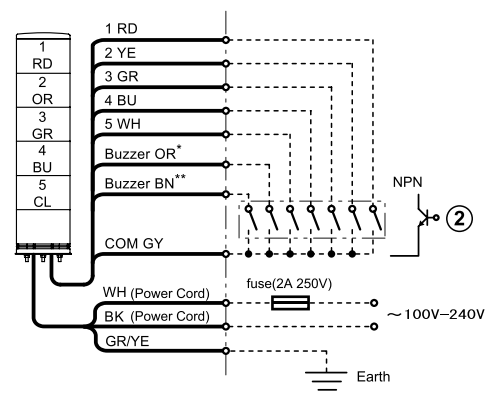 1 RD
2 YE
3 GR
4 BU
5 WH
Buzzer OR*
Buzzer BN**
COM GY
1
RD
2
OR
3
GR
4
BU
5
CL
NPN
2
WH (Power Cord)
BK (Power Cord)
GR/YE
fuse(2A 250V)
~100V-240V
Earth